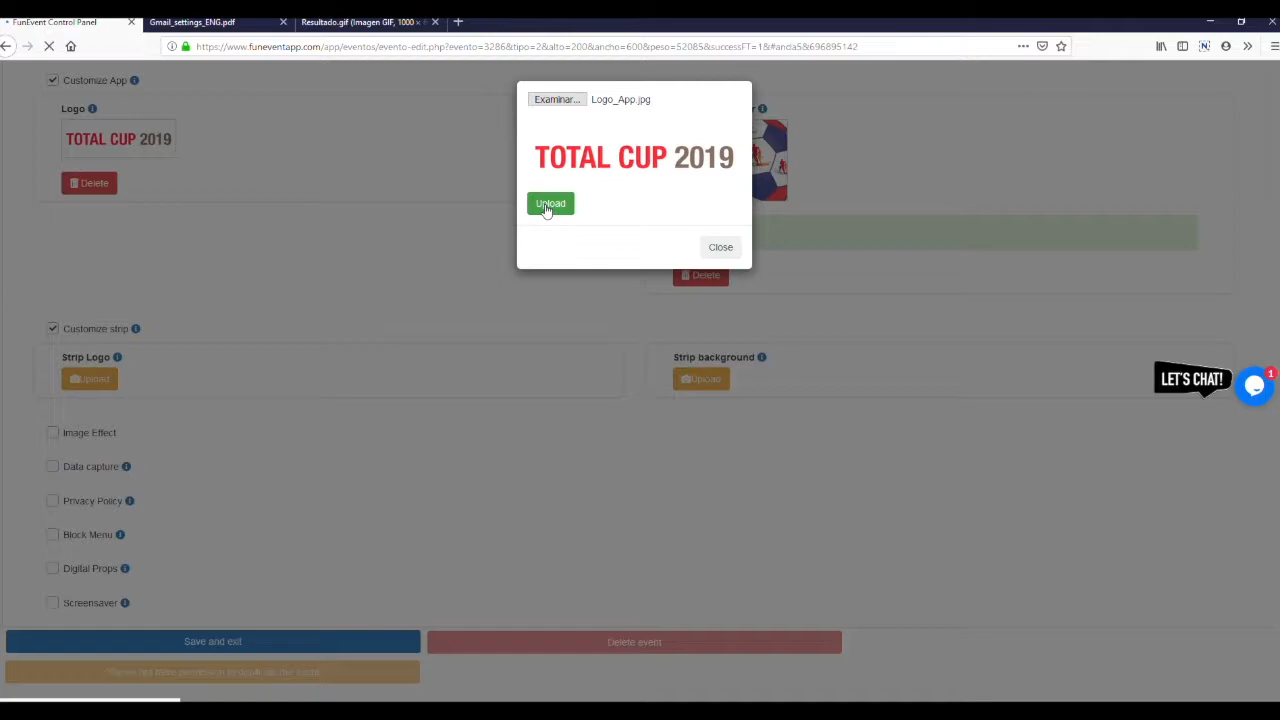 FunEvent Control Panel
Gmail_settings_ENG.pdf
Resultado.gif (Imagen GIF, 1000 ×
https://www.funeventapp.com/app/eventos/evento-edit.php?evento=3286&tipo=2&alto=200&ancho=600&peso=52085&successFT=1&#anda5&696895142
Customize App
Logo
TOTAL CUP 2019
Delete
Examinar... Logo_App.jpg
TOTAL CUP 2019
Upload
Close
Delete
Customize strip
Strip Logo
Upload
Strip background
Upload
LET'S CHAT!
1
Image Effect
Data capture
Privacy Policy
Block Menu
Digital Props
Screensaver
Save and exit
Delete event